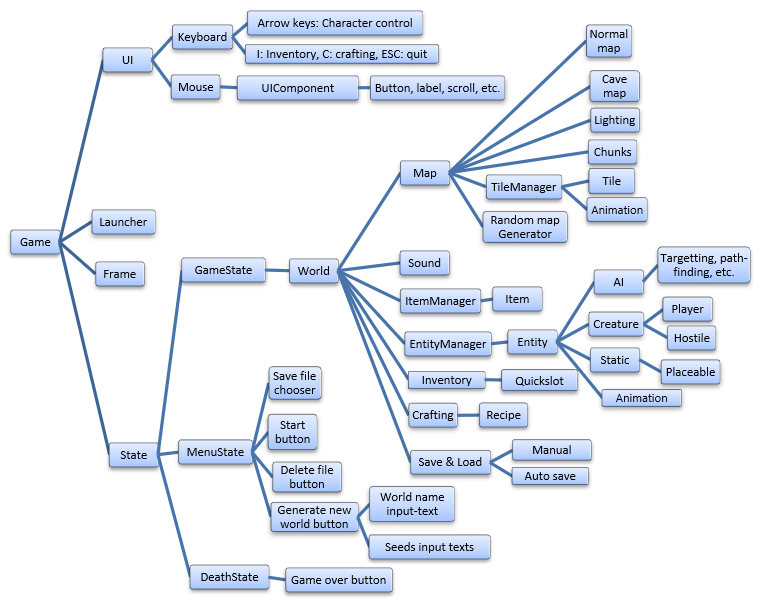 Game
UI
Keyboard
Arrow keys: Character control
I: Inventory, C: crafting, ESC: quit
Mouse
UIComponent
Button, label, scroll, etc.
Launcher
Frame
State
GameState
World
Map
Normal
map
Cave
map
Lighting
Chunks
TileManager
Tile
Animation
Random map
Generator
Sound
ItemManager
Item
EntityManager
Entity
AI
Targetting, path-
finding, etc.
Creature
Player
Hostile
Static
Placeable
Animation
Inventory
Quickslot
Crafting
Recipe
Save & Load
Manual
Auto save
MenuState
Save file
chooser
Start
button
Delete file
button
Generate new
world button
World name
input-text
Seeds input texts
DeathState
Game over button